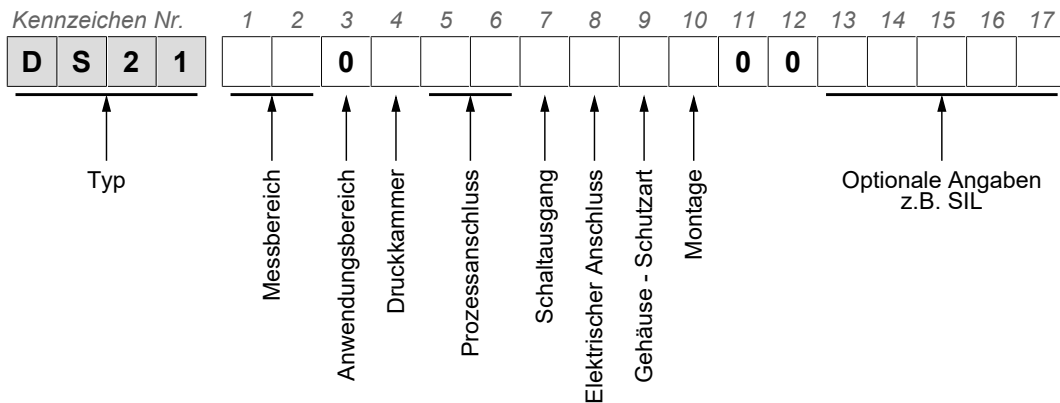 Kennzeichen Nr. 1 2 3 4 5 6 7 8 9 10 11 12 13 14 15 16 17
D S 2 1 0 0 0
Typ
Messbereich
Anwendungsbereich
Druckkammer
Prozessanschluss
Schaltausgang
Elektrischer Anschluss
Gehäuse - Schutzart
Montage
Optionale Angaben
z.B. SIL